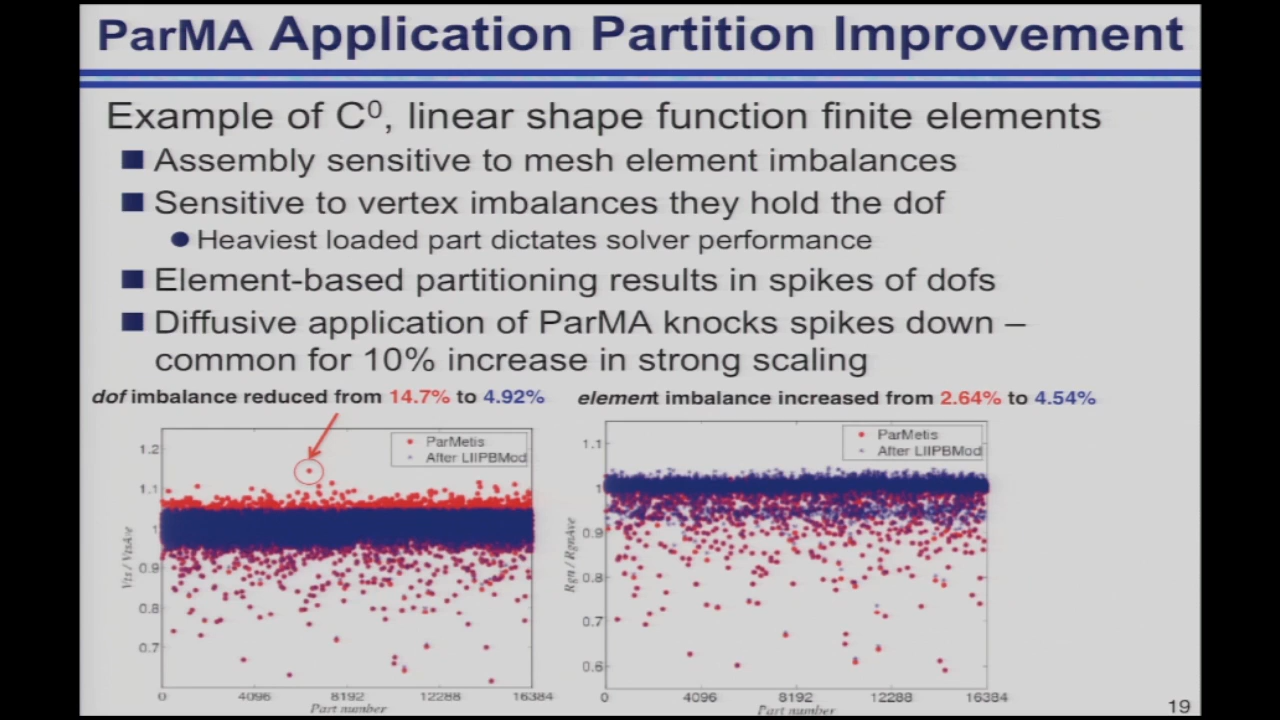 ParMA Application Partition Improvement
Example of C⁰, linear shape function finite elements
Assembly sensitive to mesh element imbalances
Sensitive to vertex imbalances they hold the dof
Heaviest loaded part dictates solver performance
Element-based partitioning results in spikes of dofs
Diffusive application of ParMA knocks spikes down –
common for 10% increase in strong scaling
dof imbalance reduced from 14.7% to 4.92%
element imbalance increased from 2.64% to 4.54%
ParMetis
After LIIPBMod
1.2
1.1
1
0.9
0.8
0.7
Vtx / VtxAve
0 4096 8192 12288 16384
Part number
ParMetis
After LIIPBMod
1.1
1
0.9
0.8
0.7
0.6
Rgn / RgnAve
0 4096 8192 12288 16384
Part number
19